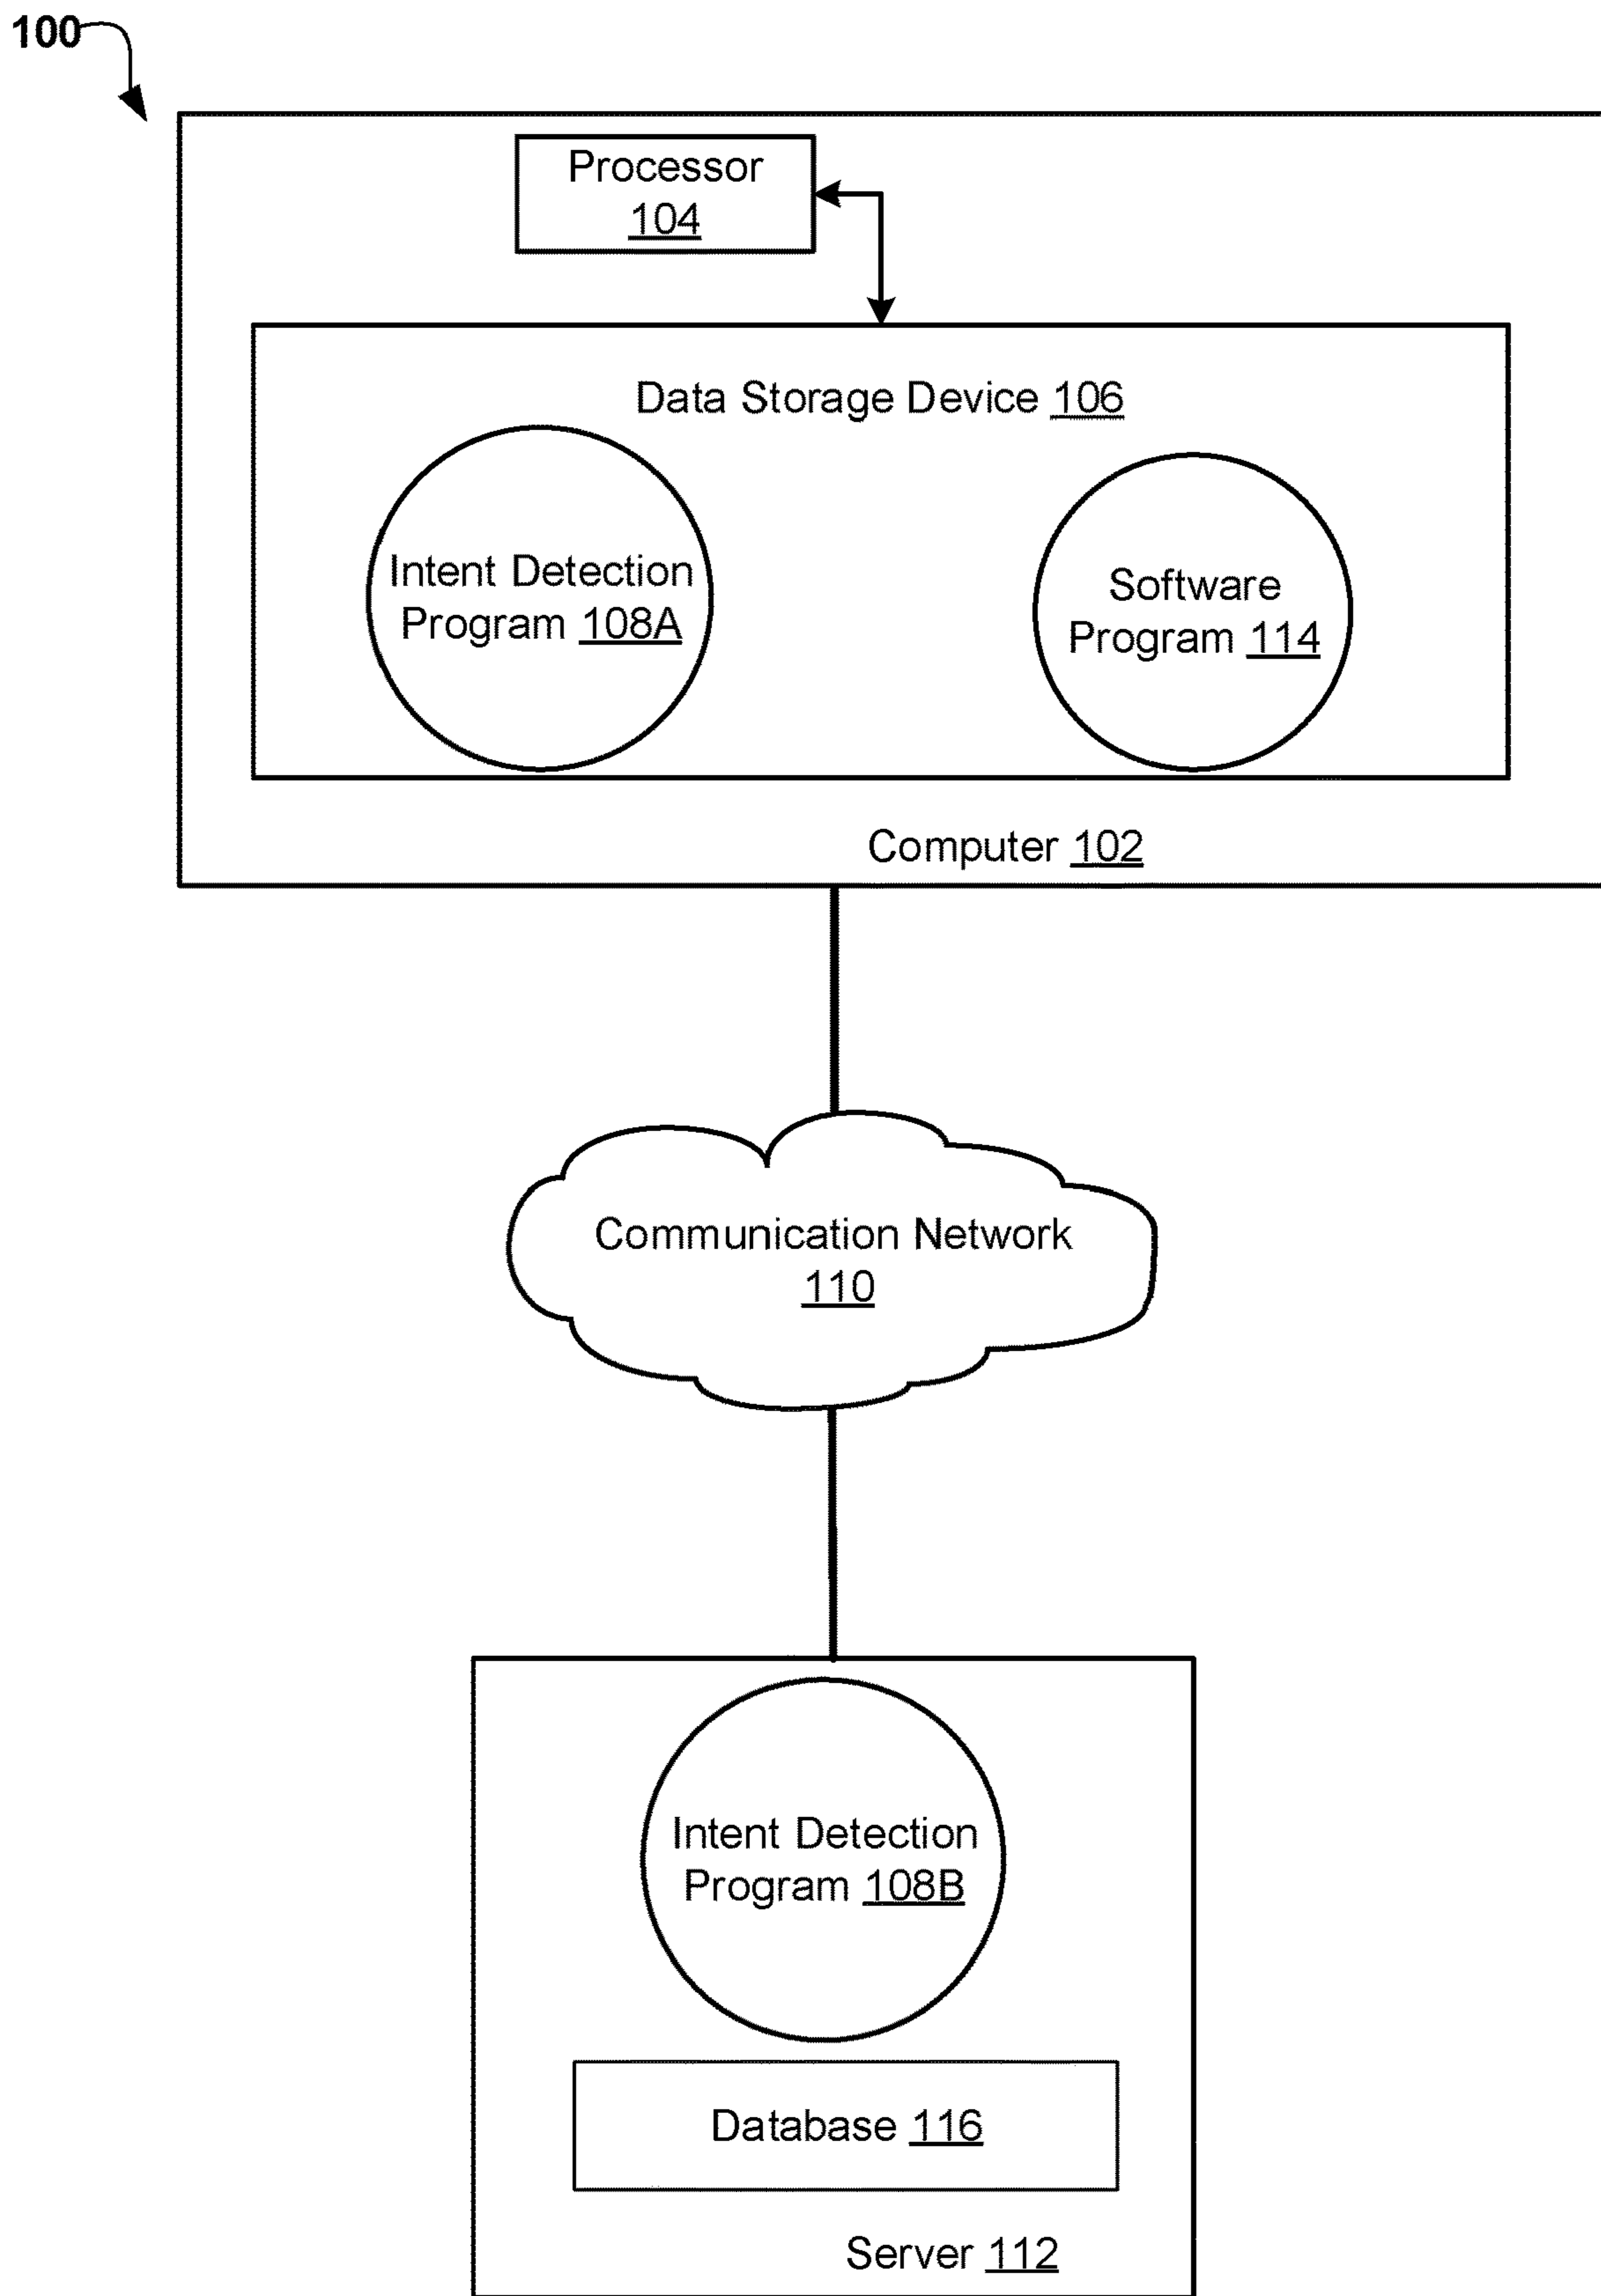 100
Processor
104
Data Storage Device 106
Intent Detection
Program 108A
Software
Program 114
Computer 102
Communication Network
110
Intent Detection
Program 108B
Database 116
Server 112